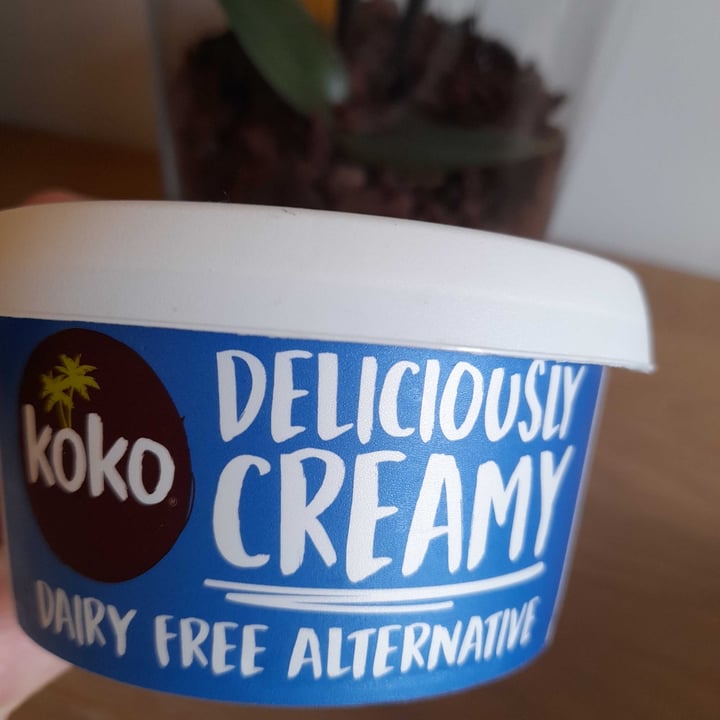 koko®
DELICIOUSLY
CREAMY
DAIRY FREE ALTERNATIVE